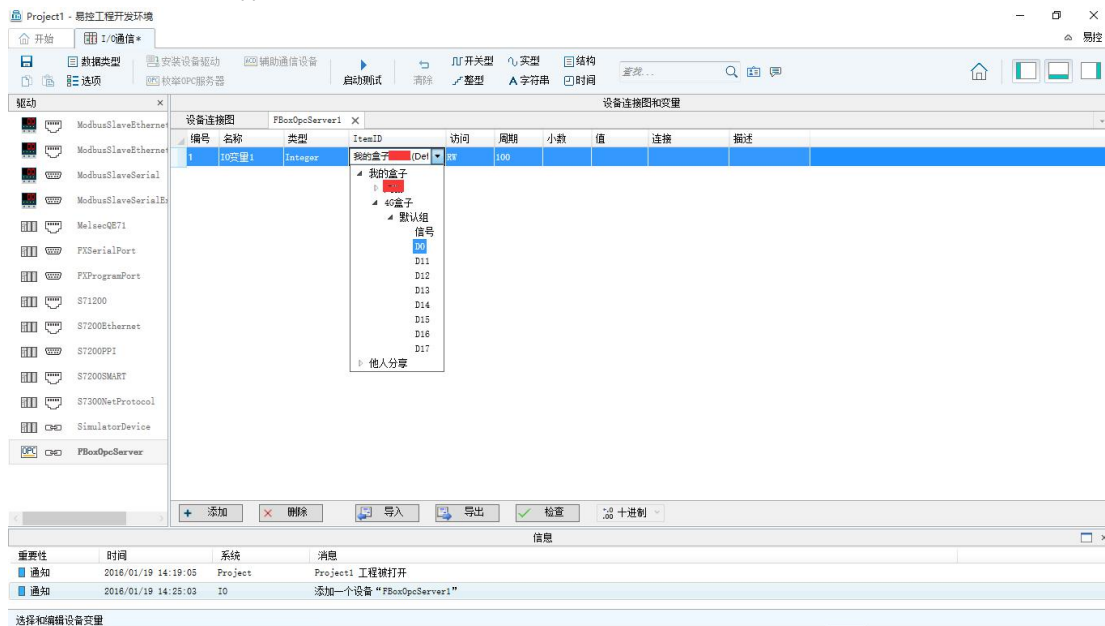 Project1 - 易控工程开发环境
开始 I/O通信* 易控
数据类型 安装设备驱动 辅助通信设备 启动测试 清除 开关型 实型 结构 查找...
选项 枚举OPC服务器 整型 字符串 时间
驱动 × 设备连接图和变量
设备连接图 FBoxOpcServer1 ×
编号 名称 类型 ItemID 访问 周期 小数 值 连接 描述
1 IO变量1 Integer 我的盒子 (Def RW 100
我的盒子
4G盒子
默认组
信号
D0
D11
D12
D13
D14
D15
D16
D17
他人分享
ModbusSlaveEthernet
ModbusSlaveEthernet
ModbusSlaveSerial
ModbusSlaveSerialEx
MelsecQE71
FXSerialPort
FXProgramPort
S71200
S7200Ethernet
S7200PPI
S7200SMART
S7300NetProtocol
SimulatorDevice
OPC FBoxOpcServer
+ 添加 × 删除 导入 导出 检查 十进制
信息
重要性 时间 系统 消息
通知 2016/01/19 14:19:05 Project Project1 工程被打开
通知 2016/01/19 14:25:03 IO 添加一个设备“FBoxOpcServer1”
选择和编辑设备变量